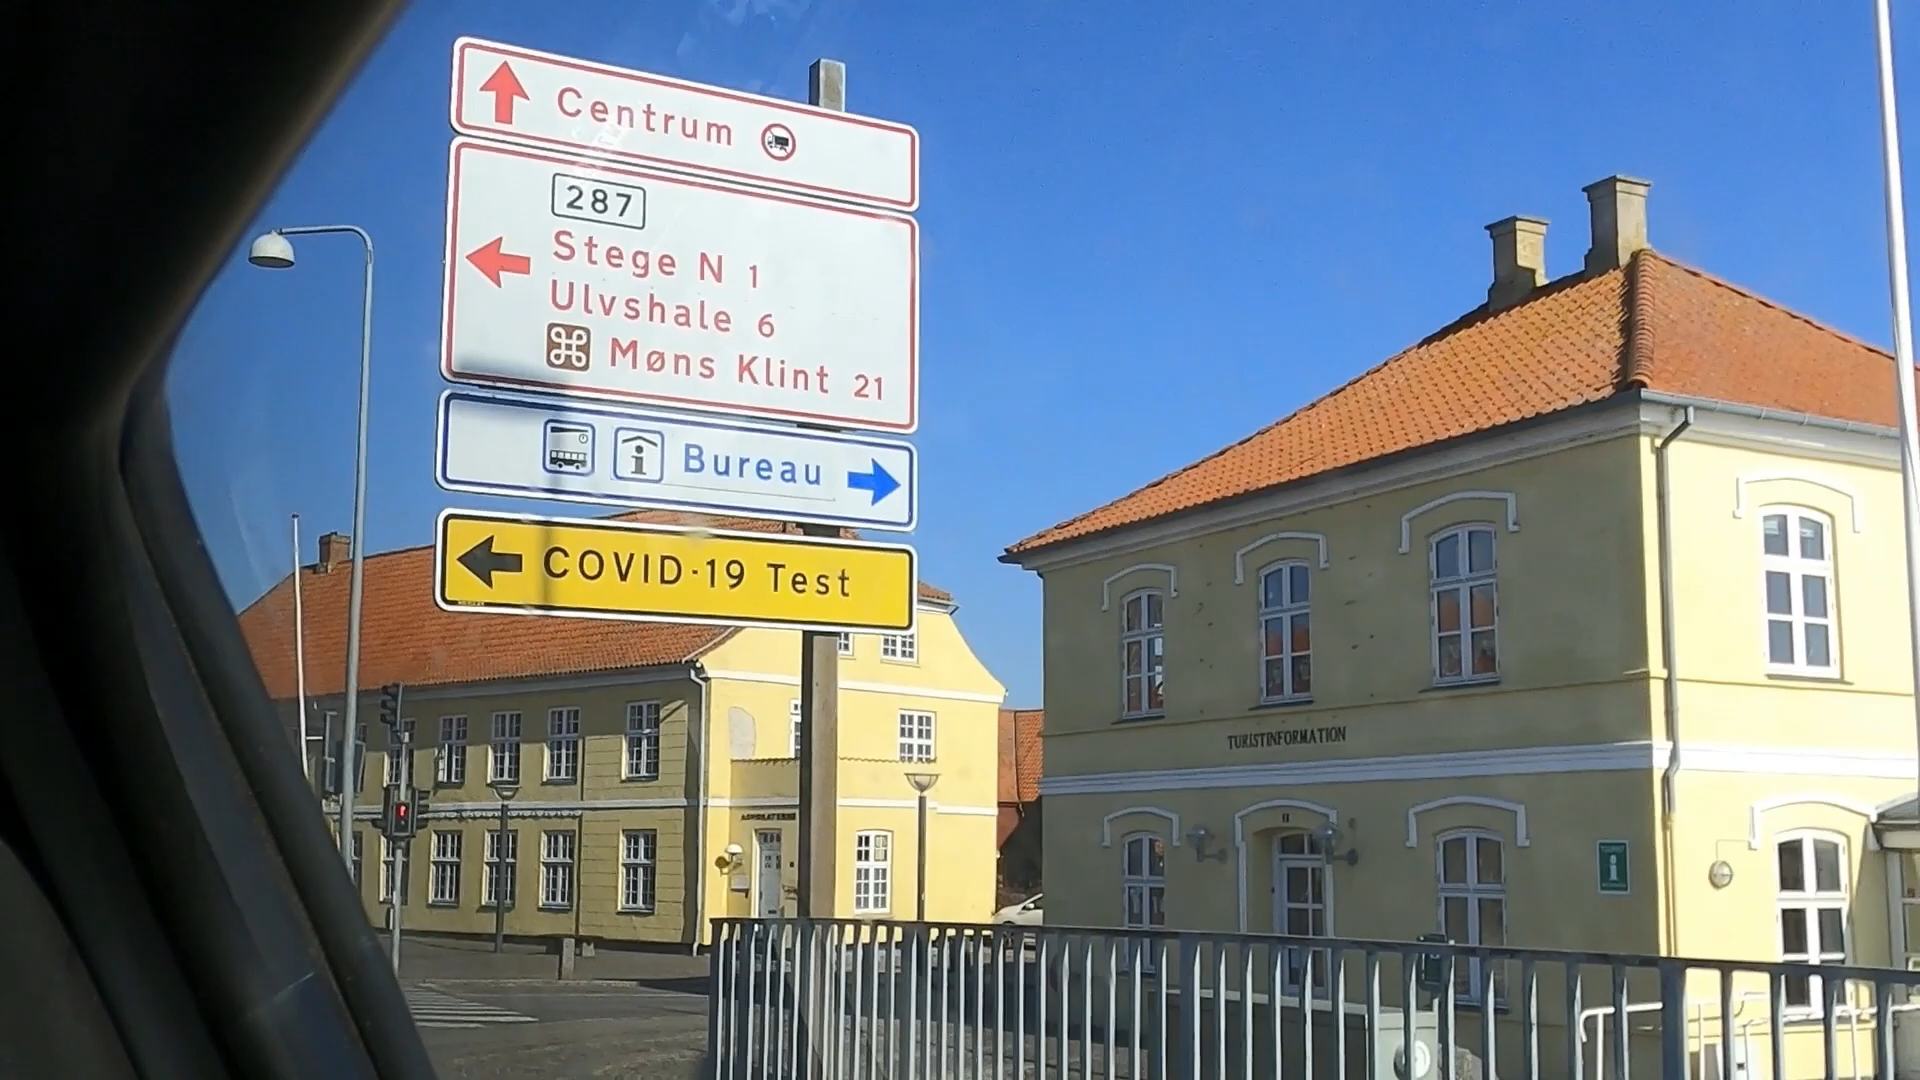 Centrum
287
Stege N 1
Ulvshale 6
Møns Klint 21
Bureau
COVID-19 Test
TURISTINFORMATION